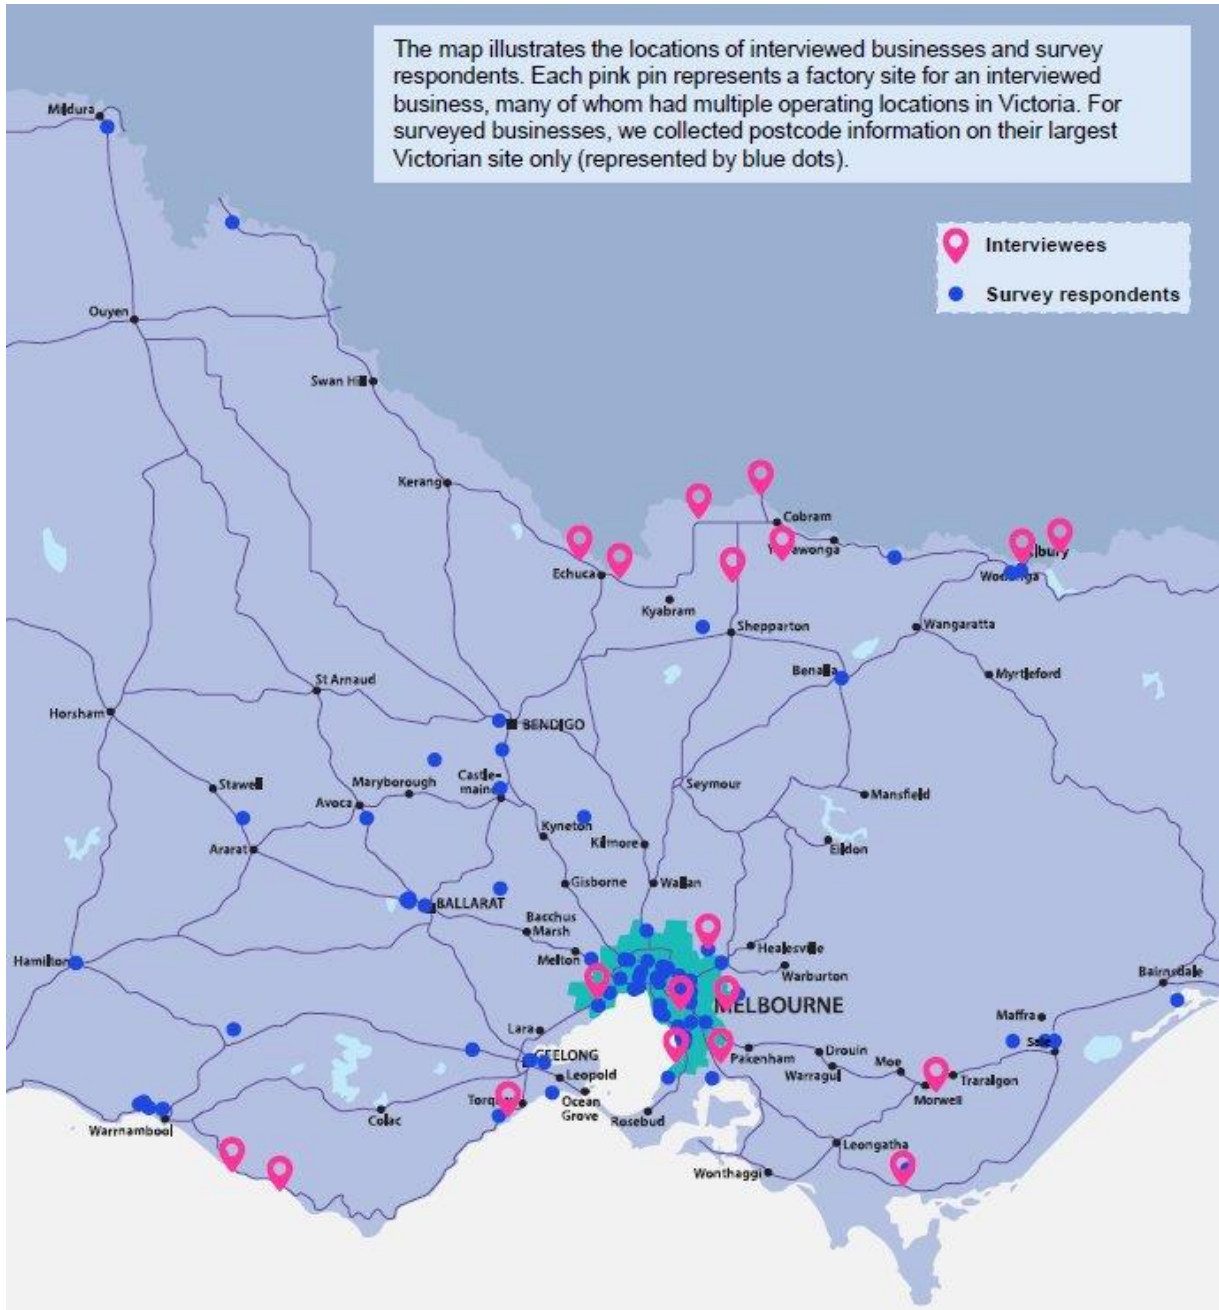 The map illustrates the locations of interviewed businesses and survey
respondents. Each pink pin represents a factory site for an interviewed
business, many of whom had multiple operating locations in Victoria. For
surveyed businesses, we collected postcode information on their largest
Victorian site only (represented by blue dots).
Mildura
Interviewees
Survey respondents
Ouyen
Swan Hill
Kerang
Cobram
Echuca
Kyabram
Shepparton
Wangaratta
Benalla
Myrtleford
St Arnaud
Horsham
BENDIGO
Stawell
Maryborough
Castle-
Seymour
Mansfield
Avoca
Kyneton
Kilmore
Eildon
Ararat
Gisborne
Wallan
BALLARAT
Bacchus
Marsh
Healesville
Hamilton
Melton
Warburton
Bairnsdale
MELBOURNE
Maffra
Lara
GEELONG
Pakenham
Drouin
Warragul
Moe
Sale
Leopold
Traralgon
Morwell
Ocean
Grove
Colac
Rosebud
Warrnambool
Leongatha
Wonthaggi